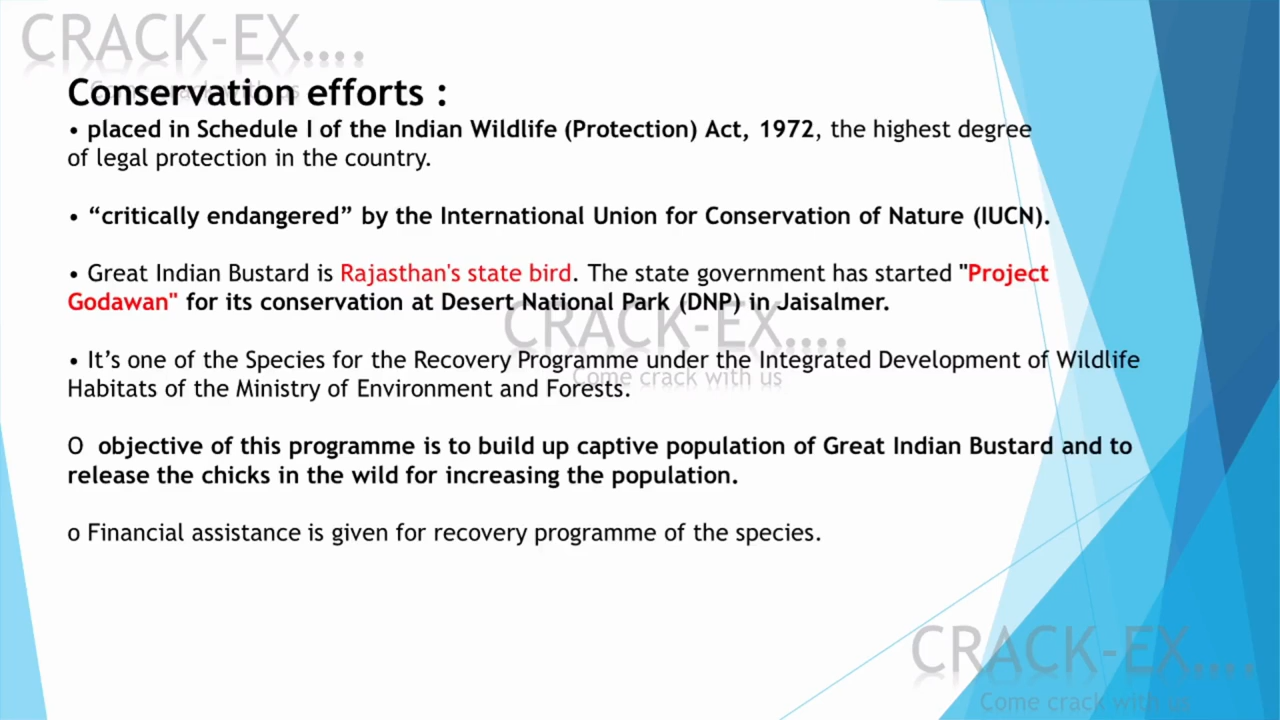 CRACK-EX....
Come crack with us
Conservation efforts :
• placed in Schedule I of the Indian Wildlife (Protection) Act, 1972, the highest degree
of legal protection in the country.
• “critically endangered” by the International Union for Conservation of Nature (IUCN).
• Great Indian Bustard is Rajasthan's state bird. The state government has started "Project
Godawan" for its conservation at Desert National Park (DNP) in Jaisalmer.
CRACK-EX....
• It’s one of the Species for the Recovery Programme under the Integrated Development of Wildlife
Come crack with us
Habitats of the Ministry of Environment and Forests.
O objective of this programme is to build up captive population of Great Indian Bustard and to
release the chicks in the wild for increasing the population.
o Financial assistance is given for recovery programme of the species.
CRACK-EX....
Come crack with us